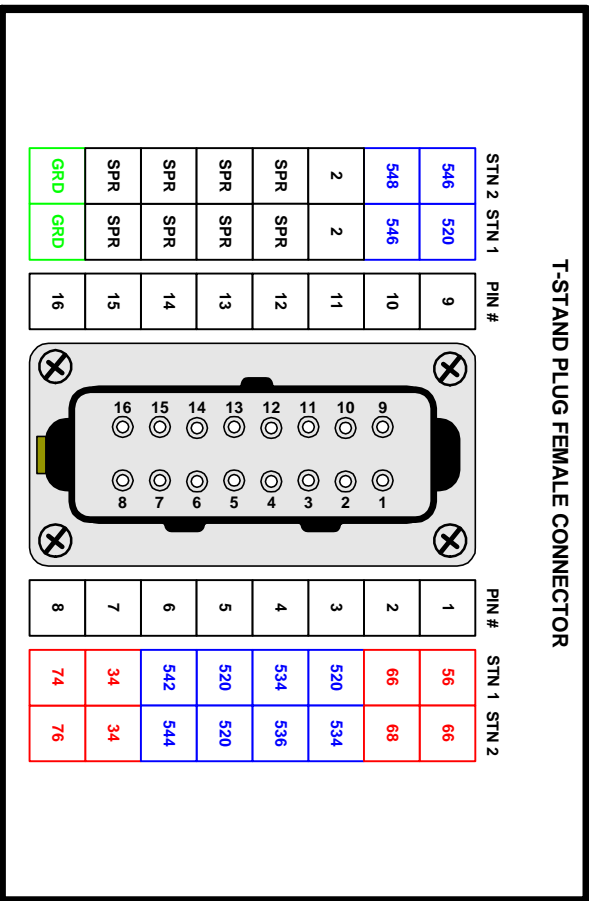 T-STAND PLUG FEMALE CONNECTOR
STN 2 STN 1 PIN # PIN # STN 1 STN 2
546 520 9 1 56 66
548 546 10 2 66 68
2 2 11 3 520 534
SPR SPR 12 4 534 536
SPR SPR 13 5 520 520
SPR SPR 14 6 542 544
SPR SPR 15 7 34 34
GRD GRD 16 8 74 76
16 15 14 13 12 11 10 9
8 7 6 5 4 3 2 1